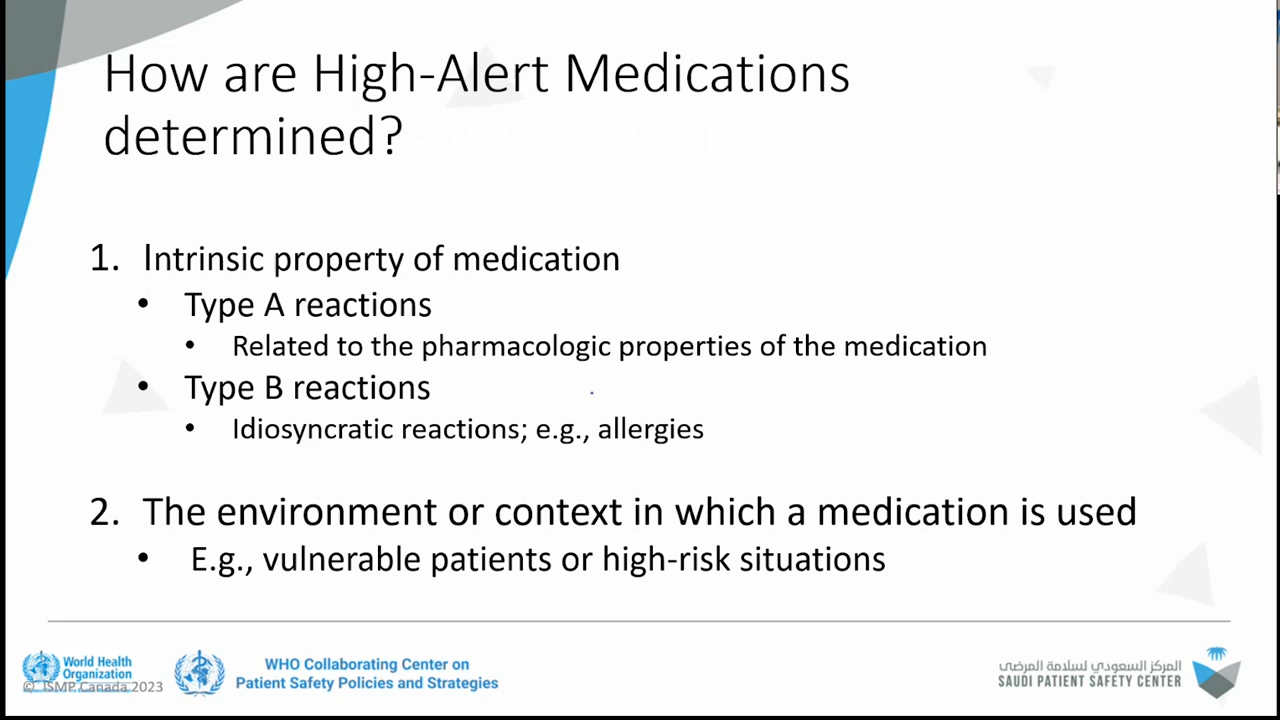 How are High-Alert Medications
determined?
1. Intrinsic property of medication
• Type A reactions
• Related to the pharmacologic properties of the medication
• Type B reactions
• Idiosyncratic reactions; e.g., allergies
2. The environment or context in which a medication is used
• E.g., vulnerable patients or high-risk situations
World Health
Organization
© ISMP Canada 2023
WHO Collaborating Center on
Patient Safety Policies and Strategies
المركز السعودي لسلامة المرضى
SAUDI PATIENT SAFETY CENTER